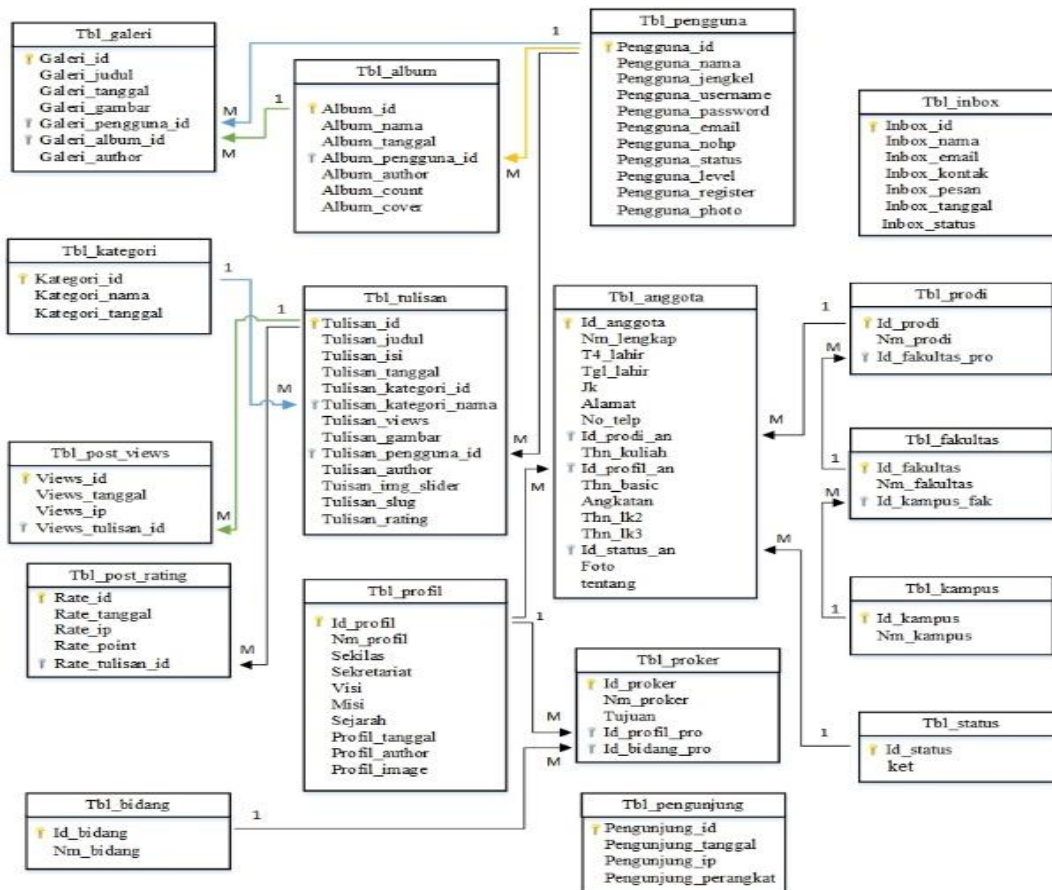 Tbl_galeri
Galeri_id
Galeri_judul
Galeri_tanggal
Galeri_gambar
Galeri_pengguna_id
Galeri_album_id
Galeri_author
Tbl_album
Album_id
Album_nama
Album_tanggal
Album_pengguna_id
Album_author
Album_count
Album_cover
Tbl_pengguna
Pengguna_id
Pengguna_nama
Pengguna_jengkel
Pengguna_username
Pengguna_password
Pengguna_email
Pengguna_nohp
Pengguna_status
Pengguna_level
Pengguna_register
Pengguna_photo
Tbl_inbox
Inbox_id
Inbox_nama
Inbox_email
Inbox_kontak
Inbox_pesan
Inbox_tanggal
Inbox_status
1
M
1
M
M
Tbl_kategori
Kategori_id
Kategori_nama
Kategori_tanggal
1
M
Tbl_tulisan
Tulisan_id
Tulisan_judul
Tulisan_isi
Tulisan_tanggal
Tulisan_kategori_id
Tulisan_kategori_nama
Tulisan_views
Tulisan_gambar
Tulisan_pengguna_id
Tulisan_author
Tuisan_img_slider
Tulisan_slug
Tulisan_rating
1
M
Tbl_anggota
Id_anggota
Nm_lengkap
T4_lahir
Tgl_lahir
Jk
Alamat
No_telp
Id_prodi_an
Thn_kuliah
Id_profil_an
Thn_basic
Angkatan
Thn_lk2
Thn_lk3
Id_status_an
Foto
tentang
M
M
M
Tbl_prodi
Id_prodi
Nm_prodi
Id_fakultas_pro
1
M
Tbl_fakultas
Id_fakultas
Nm_fakultas
Id_kampus_fak
1
M
Tbl_kampus
Id_kampus
Nm_kampus
1
Tbl_status
Id_status
ket
1
Tbl_post_views
Views_id
Views_tanggal
Views_ip
Views_tulisan_id
M
Tbl_post_rating
Rate_id
Rate_tanggal
Rate_ip
Rate_point
Rate_tulisan_id
M
Tbl_profil
Id_profil
Nm_profil
Sekilas
Sekretariat
Visi
Misi
Sejarah
Profil_tanggal
Profil_author
Profil_image
1
Tbl_proker
Id_proker
Nm_proker
Tujuan
Id_profil_pro
Id_bidang_pro
M
M
Tbl_bidang
Id_bidang
Nm_bidang
1
Tbl_pengunjung
Pengunjung_id
Pengunjung_tanggal
Pengunjung_ip
Pengunjung_perangkat